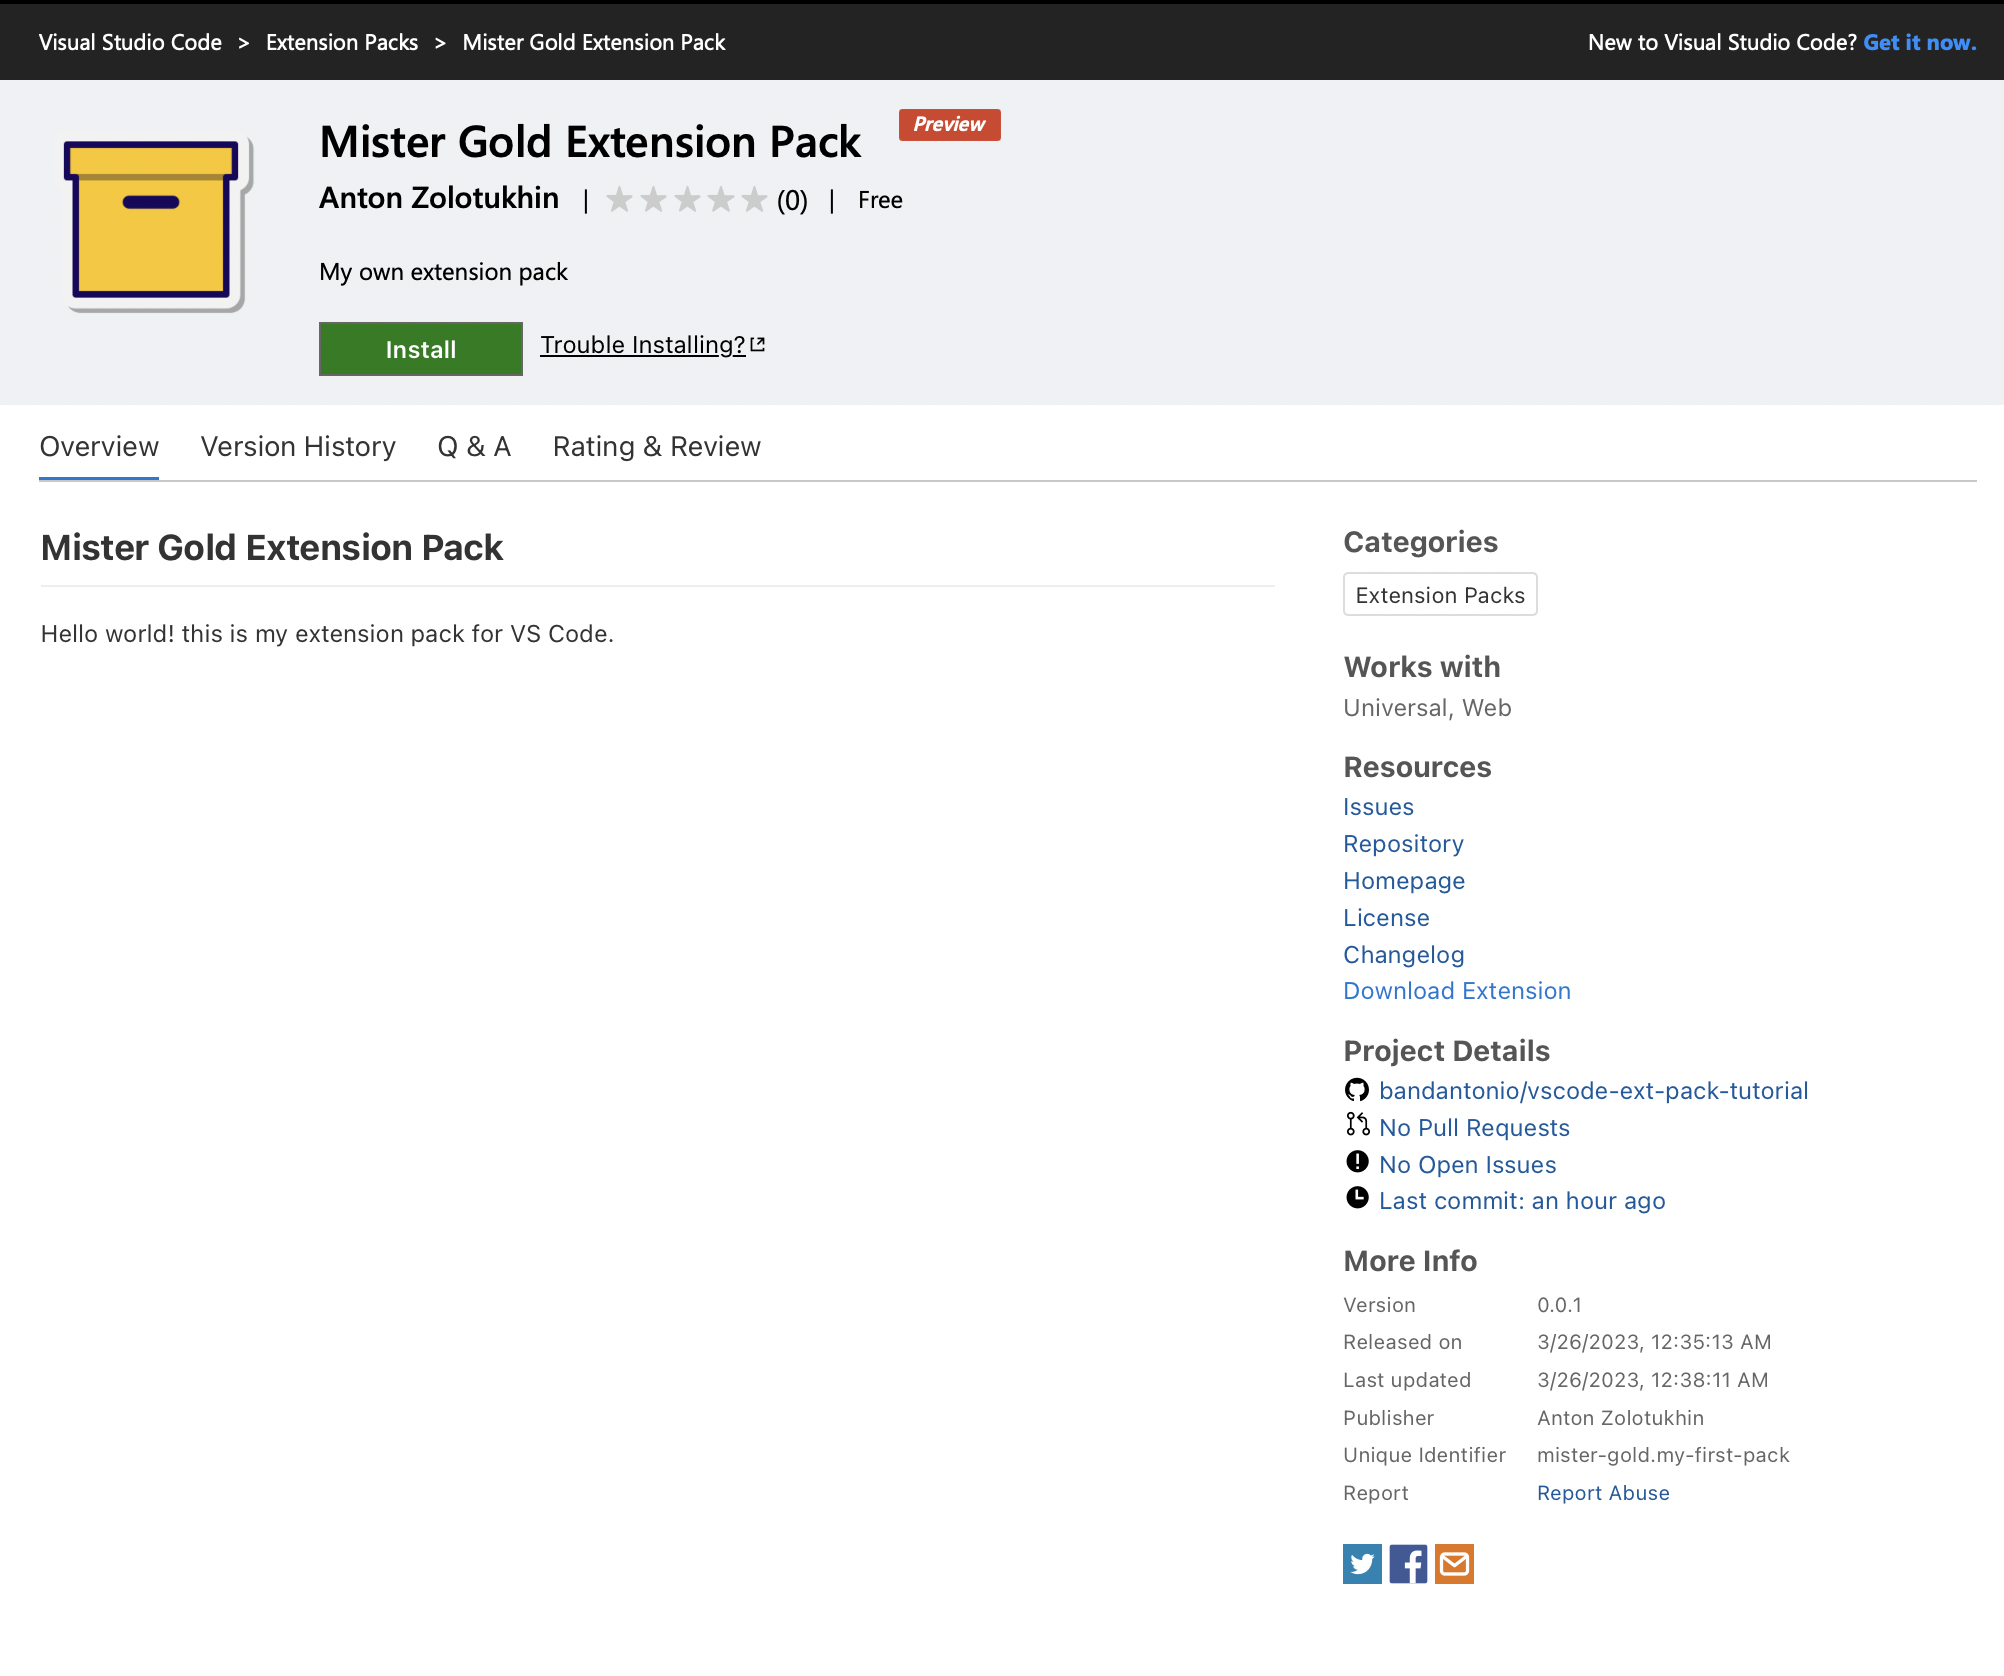 Visual Studio Code > Extension Packs > Mister Gold Extension Pack
New to Visual Studio Code? Get it now.
Mister Gold Extension Pack
Preview
Anton Zolotukhin | ★★★★★ (0) | Free
My own extension pack
Install
Trouble Installing?
Overview
Version History
Q & A
Rating & Review
Mister Gold Extension Pack
Hello world! this is my extension pack for VS Code.
Categories
Extension Packs
Works with
Universal, Web
Resources
Issues
Repository
Homepage
License
Changelog
Download Extension
Project Details
bandantonio/vscode-ext-pack-tutorial
No Pull Requests
No Open Issues
Last commit: an hour ago
More Info
Version 0.0.1
Released on 3/26/2023, 12:35:13 AM
Last updated 3/26/2023, 12:38:11 AM
Publisher Anton Zolotukhin
Unique Identifier mister-gold.my-first-pack
Report Report Abuse